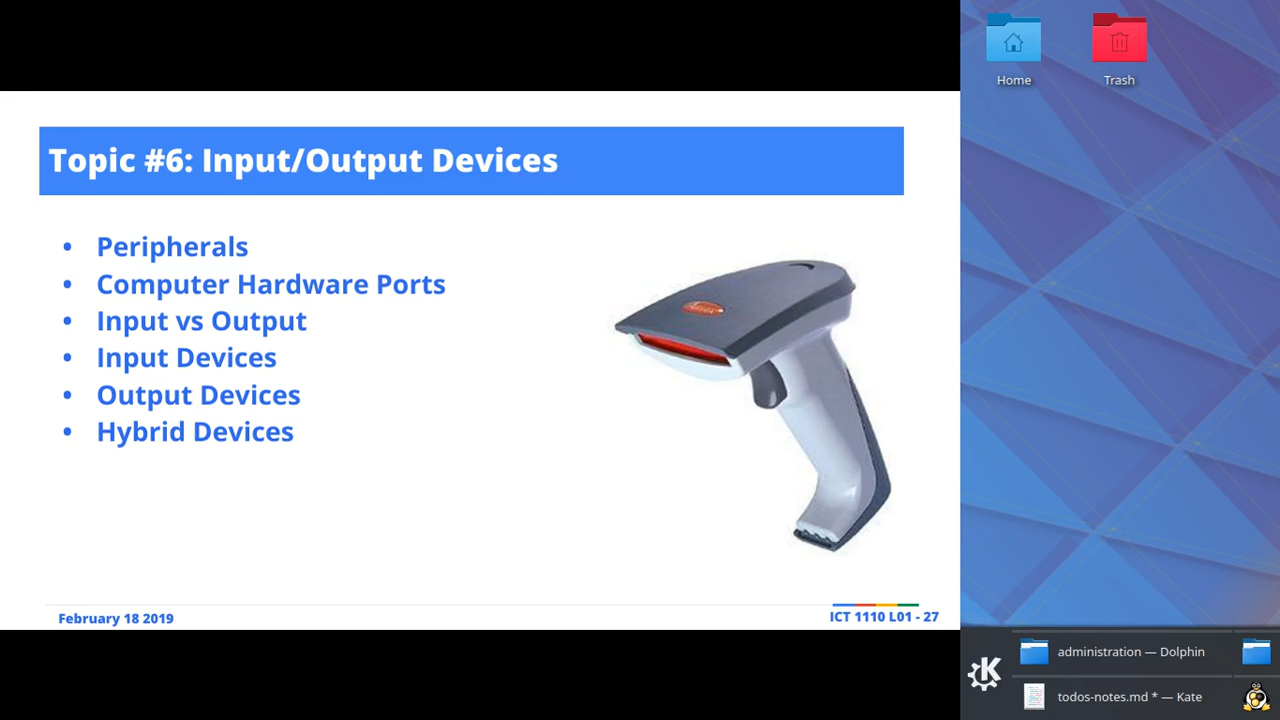 Topic #6: Input/Output Devices
• Peripherals
• Computer Hardware Ports
• Input vs Output
• Input Devices
• Output Devices
• Hybrid Devices
February 18 2019
ICT 1110 L01 - 27
Home
Trash
administration — Dolphin
todos-notes.md * — Kate